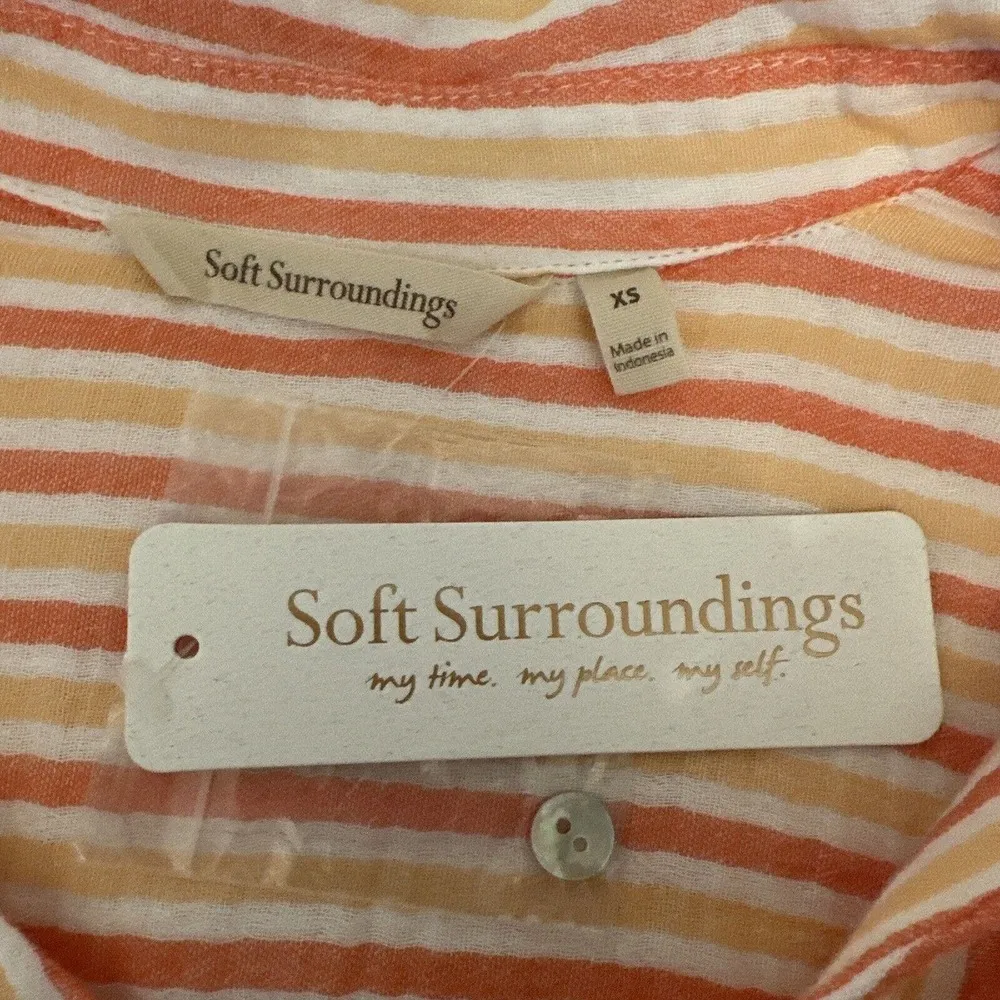 Soft Surroundings
XS
Made in
Indonesia
Soft Surroundings
my time. my place. my self.